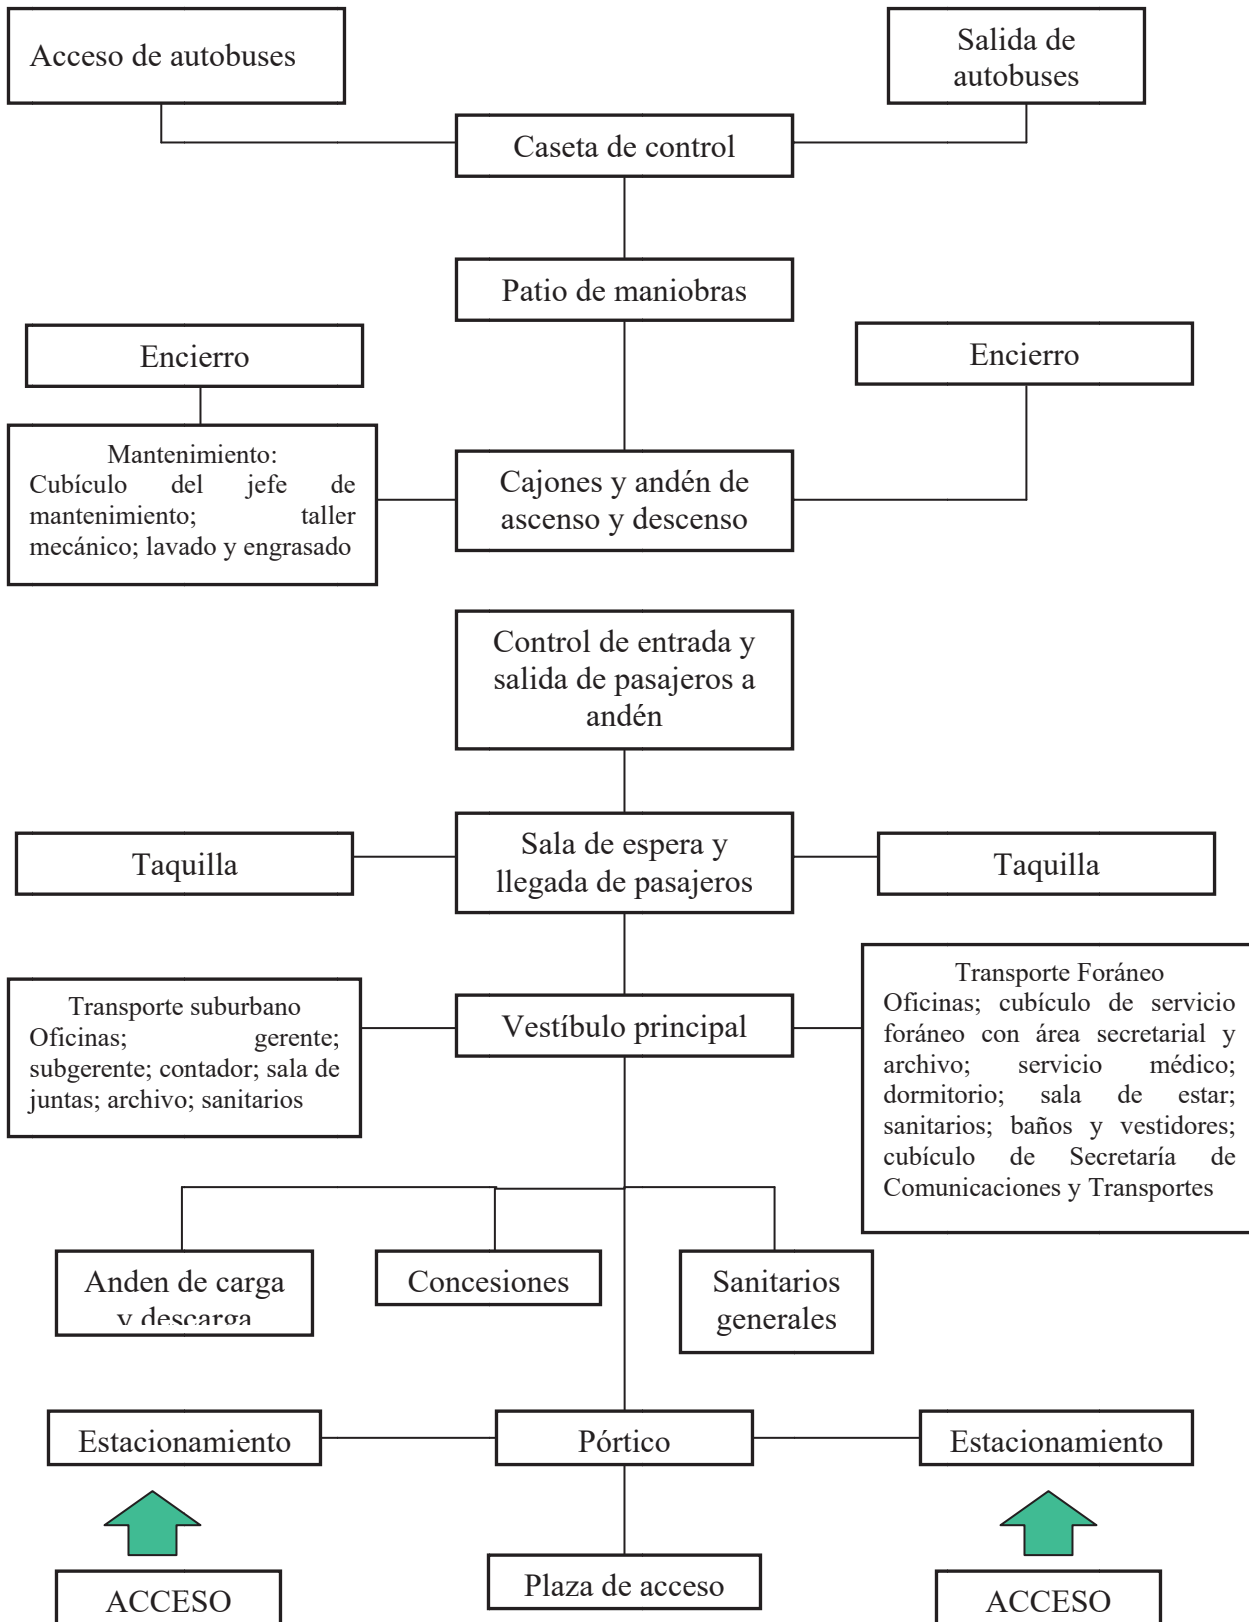 Acceso de autobuses
Salida de
autobuses
Caseta de control
Patio de maniobras
Encierro
Encierro
Mantenimiento:
Cubículo del jefe de
mantenimiento; taller
mecánico; lavado y engrasado
Cajones y andén de
ascenso y descenso
Control de entrada y
salida de pasajeros a
andén
Taquilla
Sala de espera y
llegada de pasajeros
Taquilla
Transporte suburbano
Oficinas; gerente;
subgerente; contador; sala de
juntas; archivo; sanitarios
Vestíbulo principal
Transporte Foráneo
Oficinas; cubículo de servicio
foráneo con área secretarial y
archivo; servicio médico;
dormitorio; sala de estar;
sanitarios; baños y vestidores;
cubículo de Secretaría de
Comunicaciones y Transportes
Anden de carga
y descarga
Concesiones
Sanitarios
generales
Estacionamiento
Pórtico
Estacionamiento
ACCESO
Plaza de acceso
ACCESO